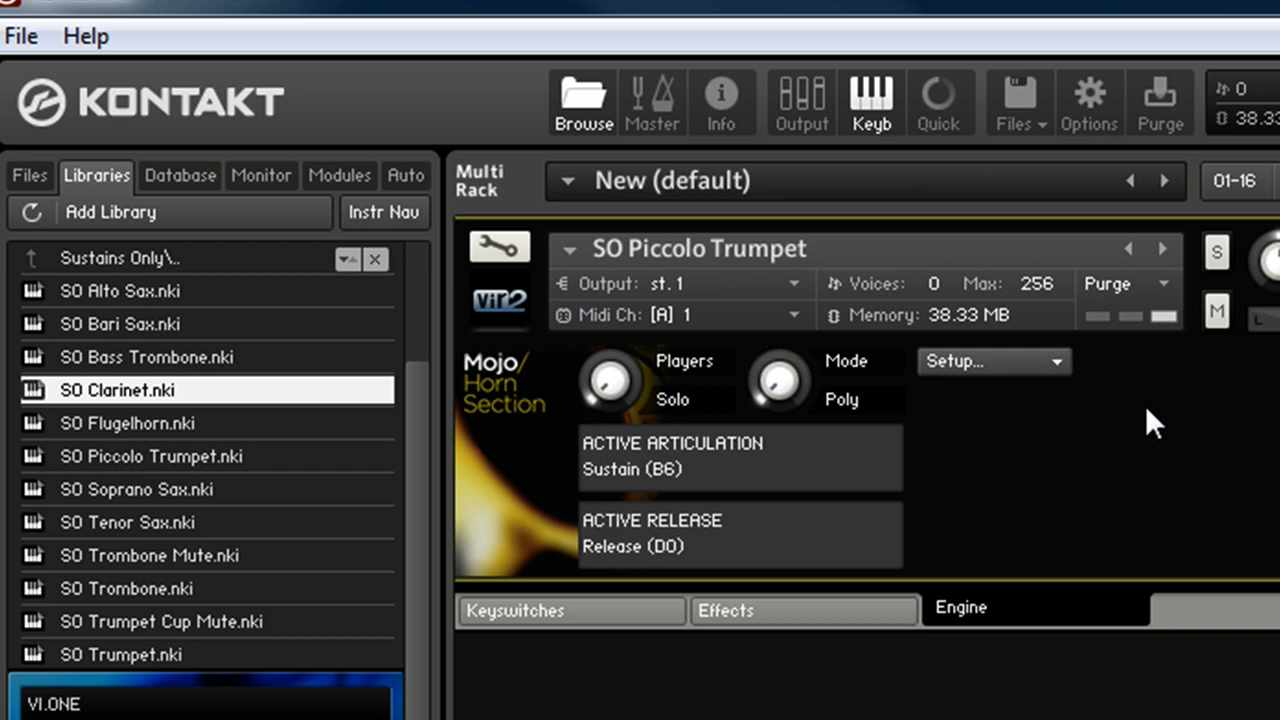 File Help
KONTAKT
Browse Master Info Output Keyb Quick Files Options Purge
0
38.33
Files Libraries Database Monitor Modules Auto
Add Library Instr Nav
Sustains Only\..
SO Alto Sax.nki
SO Bari Sax.nki
SO Bass Trombone.nki
SO Clarinet.nki
SO Flugelhorn.nki
SO Piccolo Trumpet.nki
SO Soprano Sax.nki
SO Tenor Sax.nki
SO Trombone Mute.nki
SO Trombone.nki
SO Trumpet Cup Mute.nki
SO Trumpet.nki
VI.ONE
Multi
Rack
New (default) 01-16
SO Piccolo Trumpet
S
vir2
Output: st. 1 Voices: 0 Max: 256 Purge
Midi Ch: [A] 1 Memory: 38.33 MB
M
L
Mojo/
Horn
Section
Players Mode Setup...
Solo Poly
ACTIVE ARTICULATION
Sustain (B6)
ACTIVE RELEASE
Release (D0)
Keyswitches Effects Engine